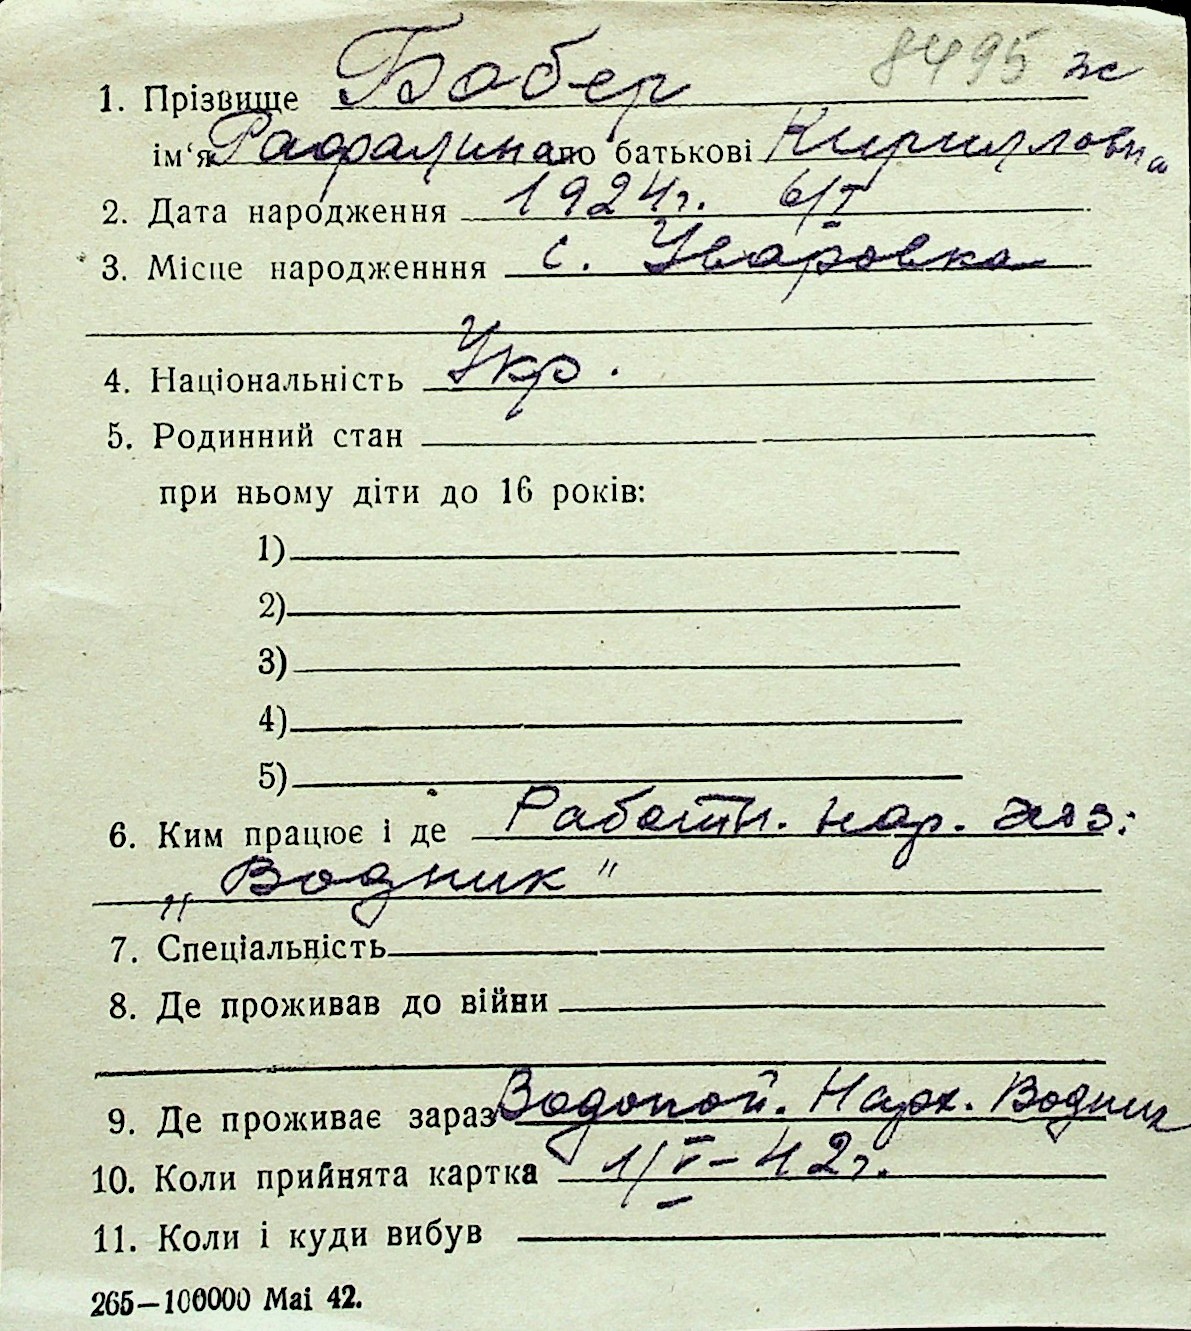 8495 ж
1. Прізвище Бобер
ім‘я Рафалина по батькові Кирилловна
2. Дата народження 1924 г. 6/I
3. Місце народженння с. Уваровка
4. Національність Укр.
5. Родинний стан
при ньому діти до 16 років:
1)
2)
3)
4)
5)
6. Ким працює і де Работн. нар. хоз.
„Водник"
7. Спеціальність
8. Де проживав до війни
9. Де проживає зараз Водопой. Нарх. Водник
10. Коли прийнята картка 1/V-42 г.
11. Коли і куди вибув
265—100000 Маі 42.